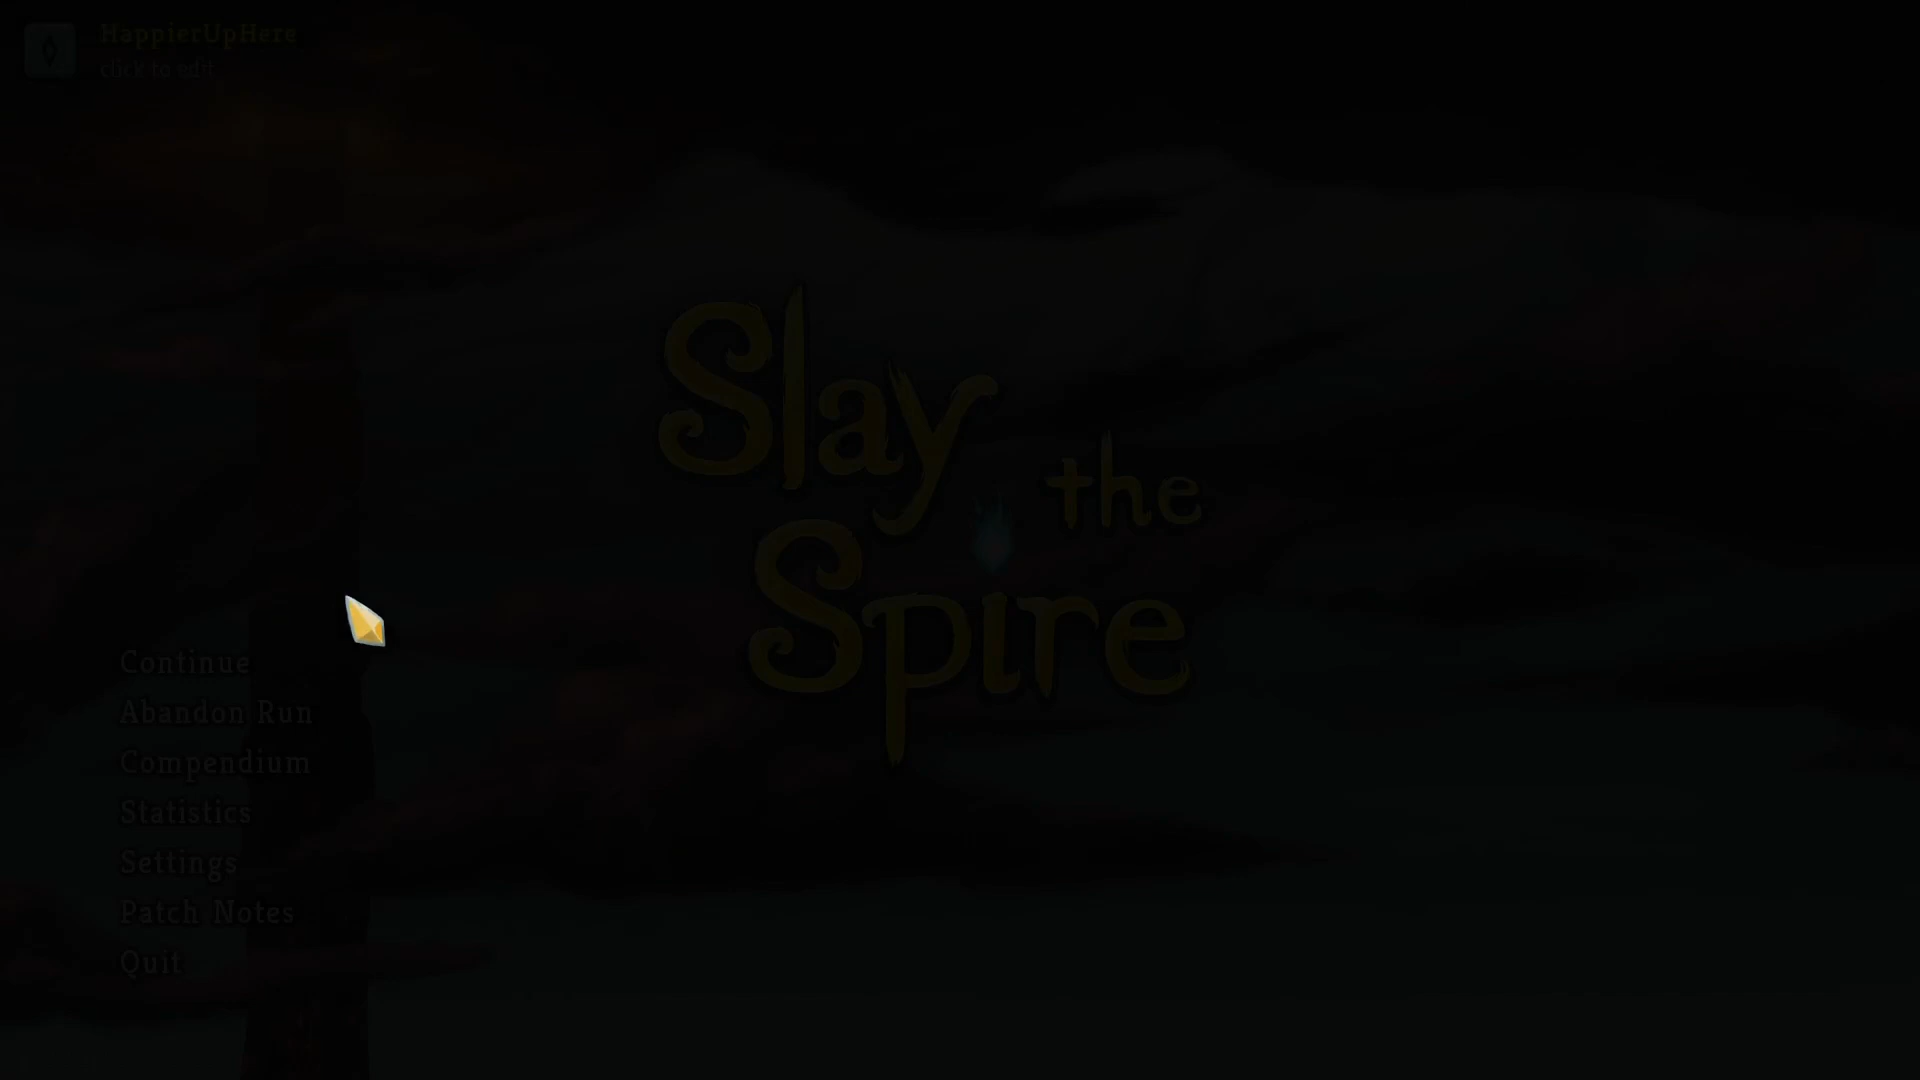 HappierUpHere
click to edit
Slay
the
Spire
Continue
Abandon Run
Compendium
Statistics
Settings
Patch Notes
Quit